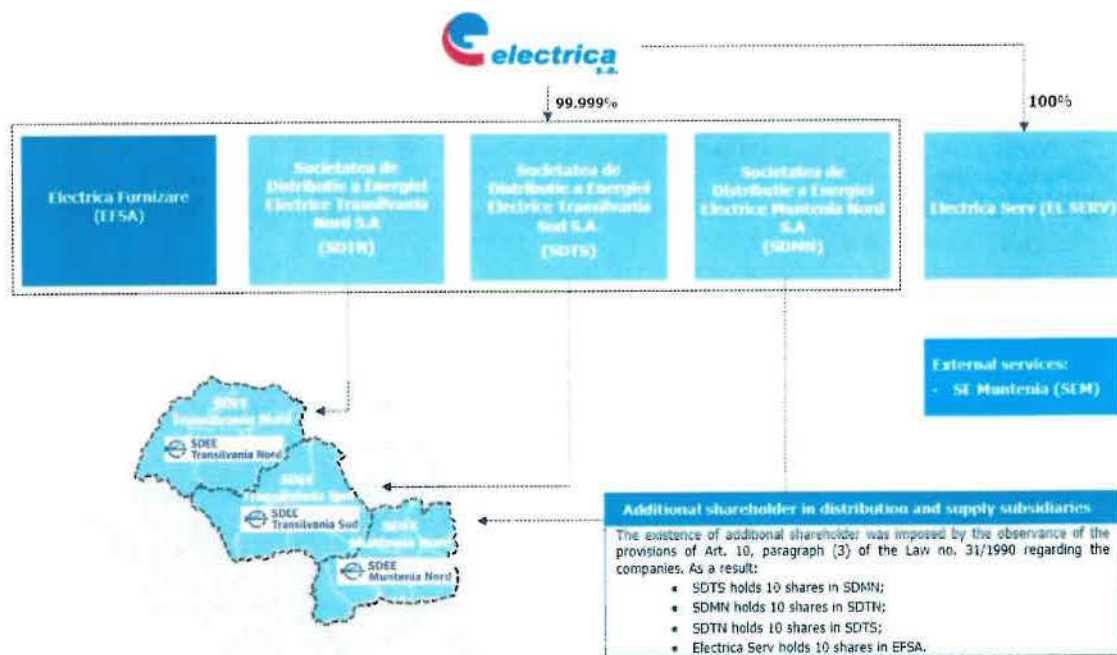 electrica
s.a.
99.999%
100%
Electrica Furnizare
(EFSA)
Societatea de
Distributie a Energiei
Electrice Transilvania
Nord S.A
(SDTN)
Societatea de
Distributie a Energiei
Electrice Transilvania
Sud S.A
(SDTS)
Societatea de
Distributie a Energiei
Electrice Muntenia Nord
S.A
(SDMN)
Electrica Serv (EL SERV)
External services:
- SE Muntenia (SEM)
SDEE
Transilvania Nord
SDEE
Transilvania Nord
SDEE
Transilvania Sud
SDEE
Transilvania Sud
SDEE
Muntenia Nord
SDEE
Muntenia Nord
Additional shareholder in distribution and supply subsidiaries
The existence of additional shareholder was imposed by the observance of the
provisions of Art. 10, paragraph (3) of the Law no. 31/1990 regarding the
companies. As a result:
• SDTS holds 10 shares in SDMN;
• SDMN holds 10 shares in SDTN;
• SDTN holds 10 shares in SDTS;
• Electrica Serv holds 10 shares in EFSA.